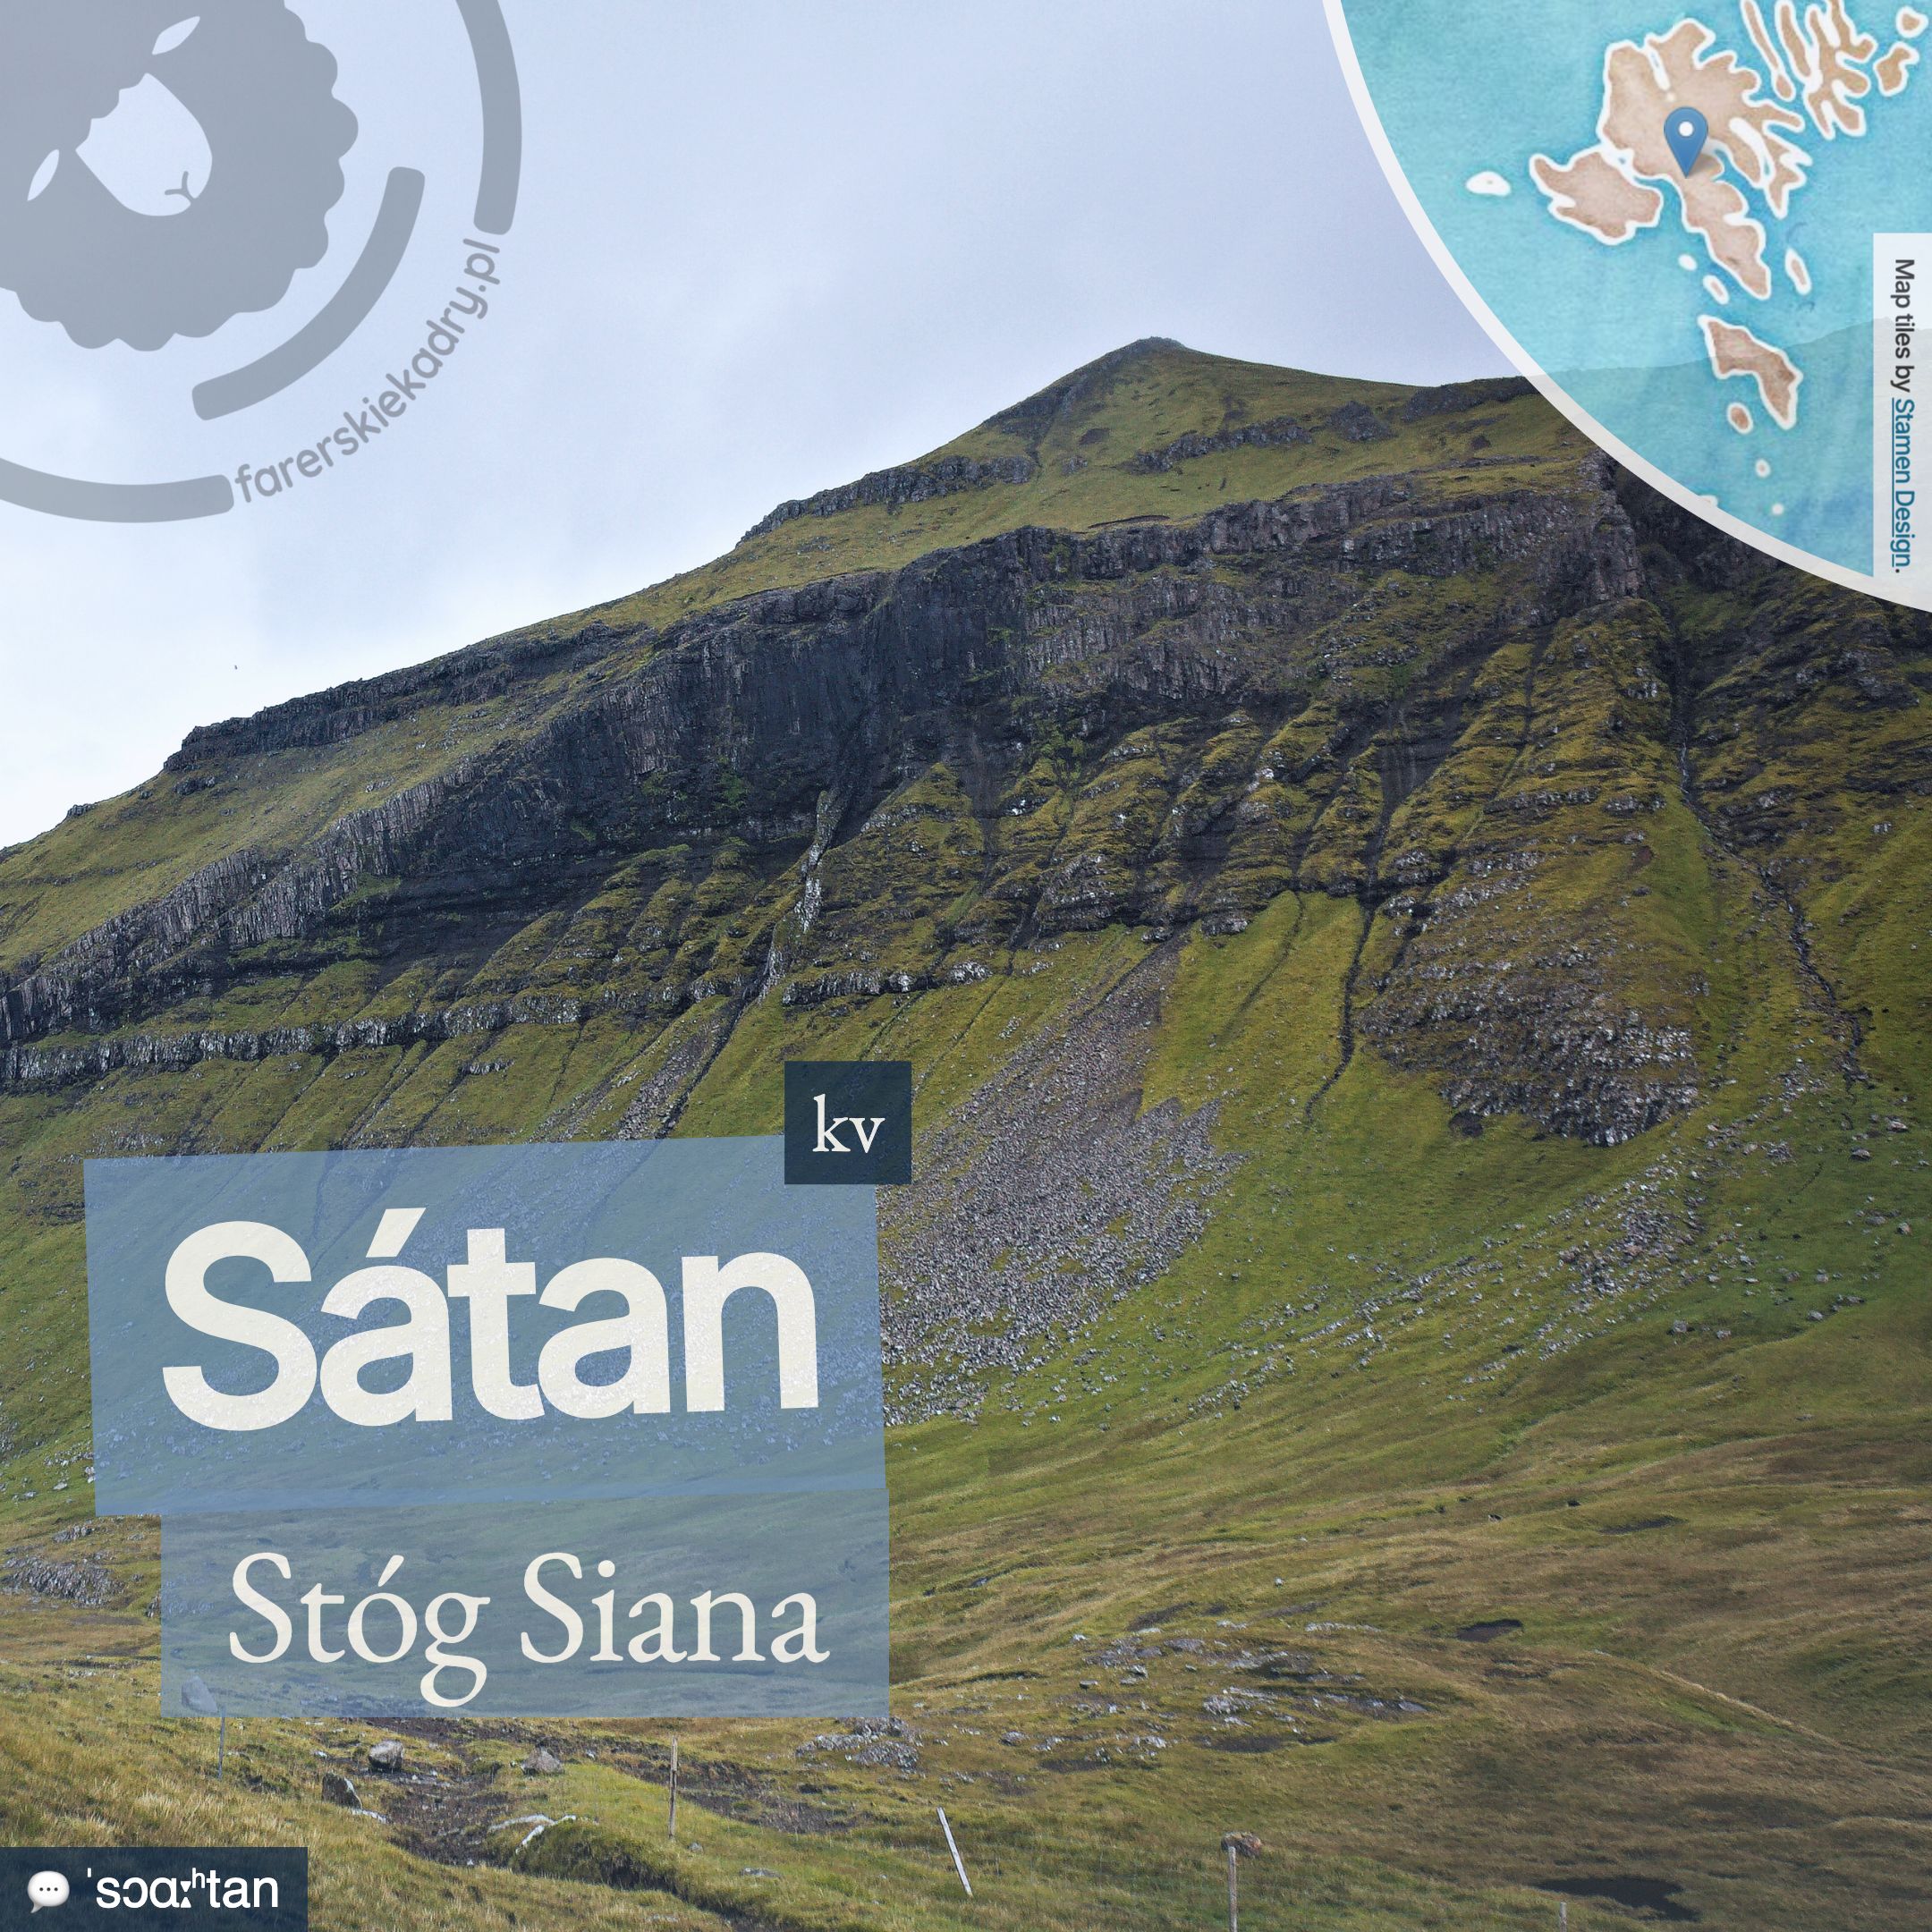 farerskiekadry.pl
Map tiles by Stamen Design.
kv
Sátan
Stóg Siana
ˈsɔɑːʰtan